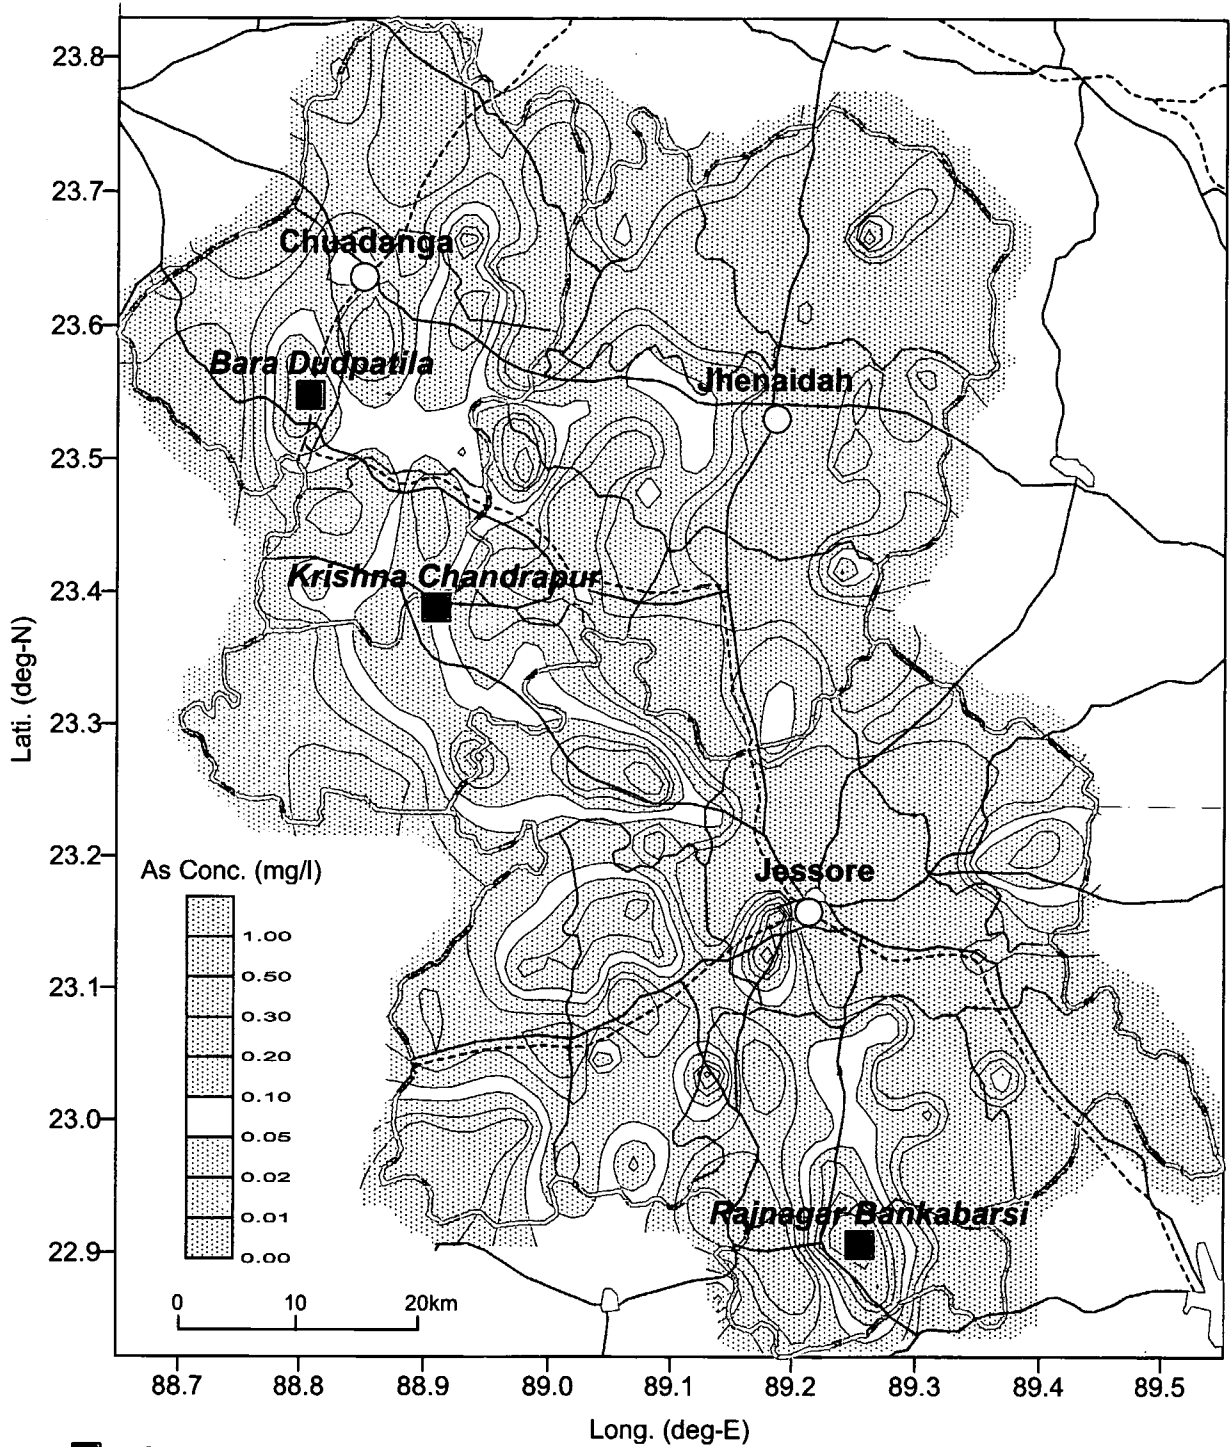 23.8
23.7
Chuadanga
23.6
Bara Dudpatila
Jhenaidah
23.5
Krishna Chandrapur
23.4
Lati. (deg-N)
23.3
23.2
As Conc. (mg/l)
Jessore
1.00
0.50
23.1
0.30
0.20
0.10
23.0
0.05
0.02
Rajnagar Bankabarsi
0.01
22.9
0.00
0 10 20km
88.7 88.8 88.9 89.0 89.1 89.2 89.3 89.4 89.5
Long. (deg-E)